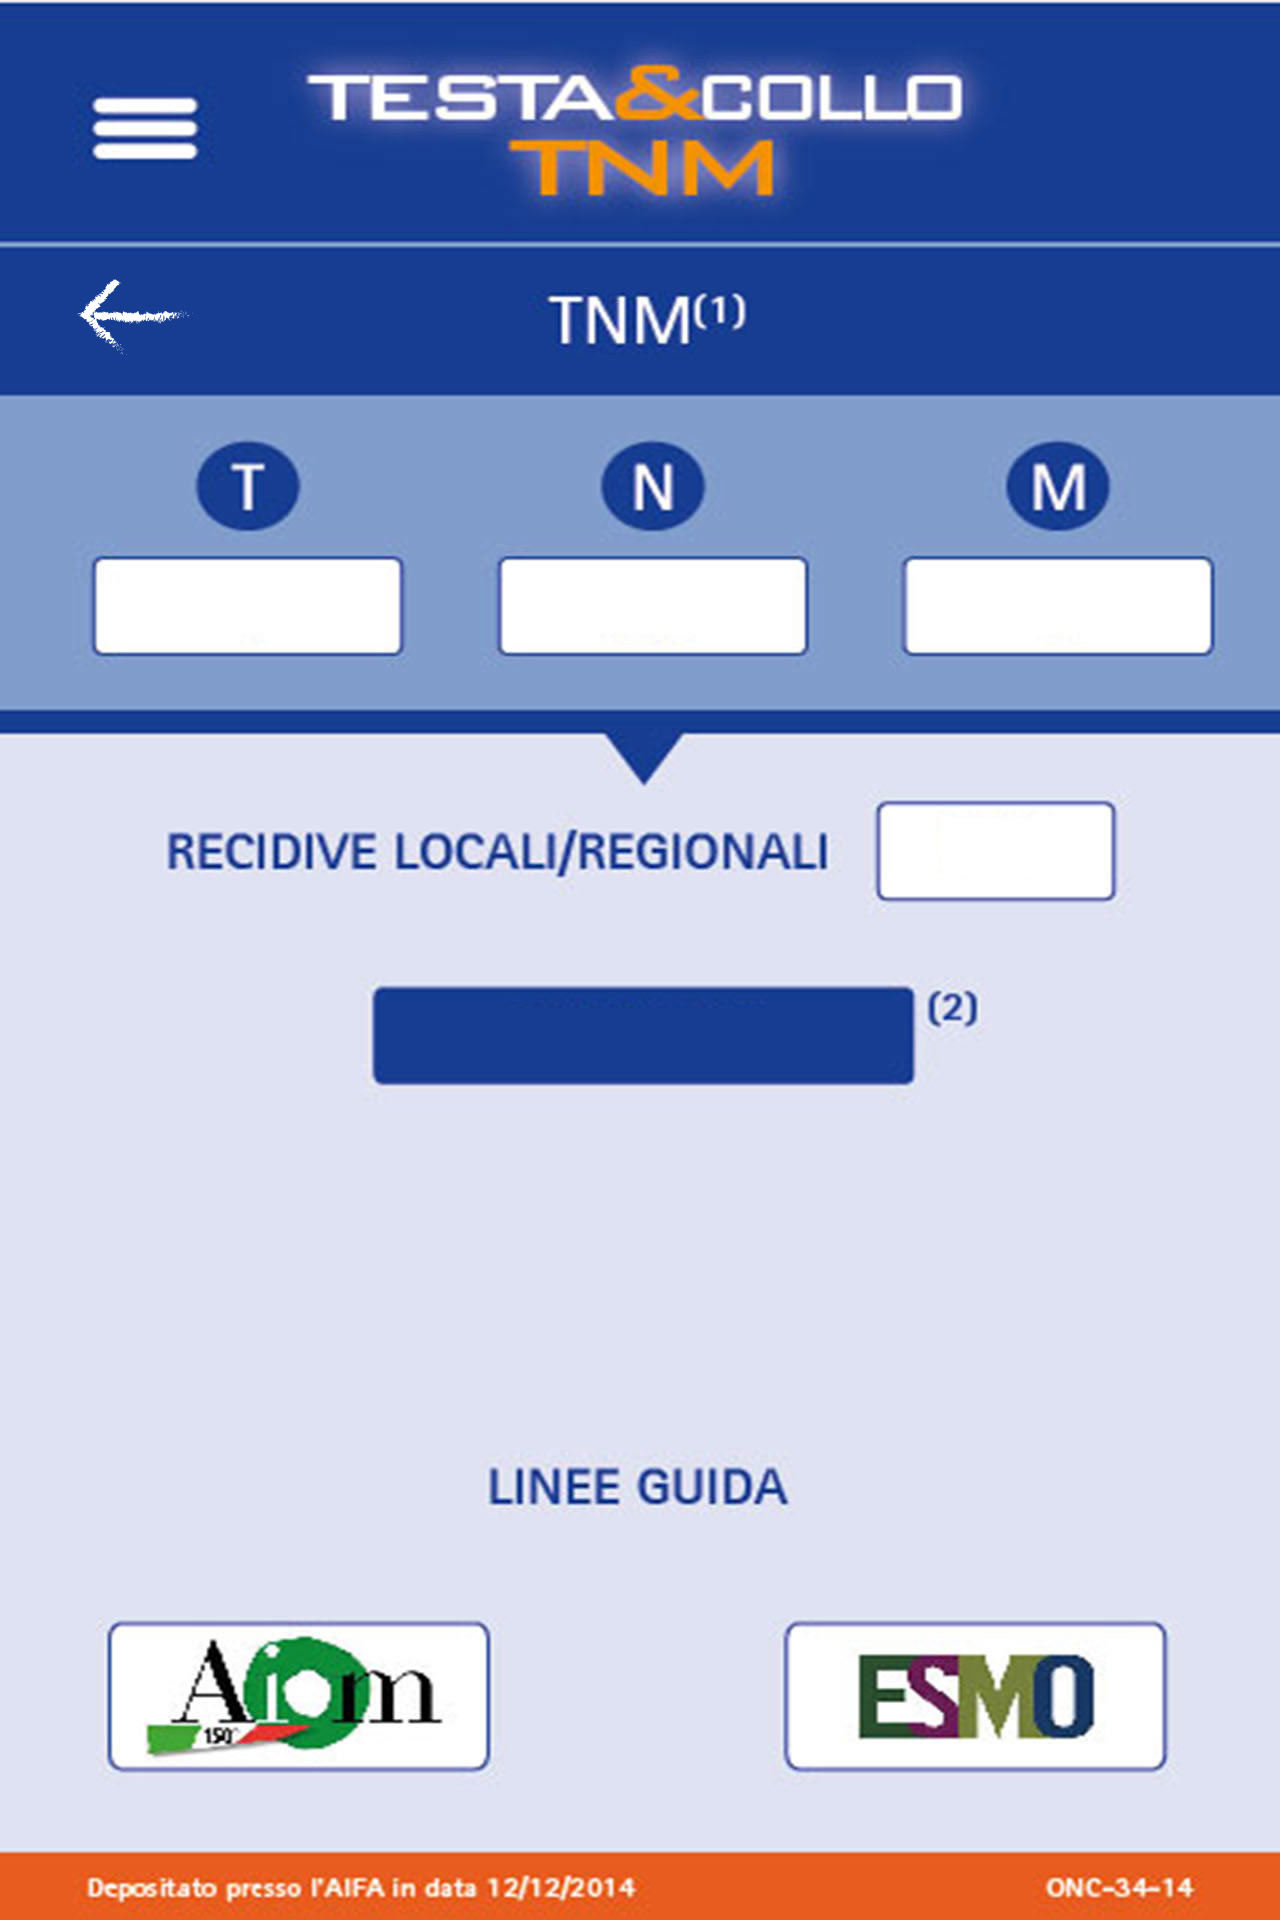 TESTA&COLLO
TNM
TNM(1)
T N M
RECIDIVE LOCALI/REGIONALI
(2)
LINEE GUIDA
Aiom ESMO
150°
Depositato presso l'AIFA in data 12/12/2014 ONC-34-14